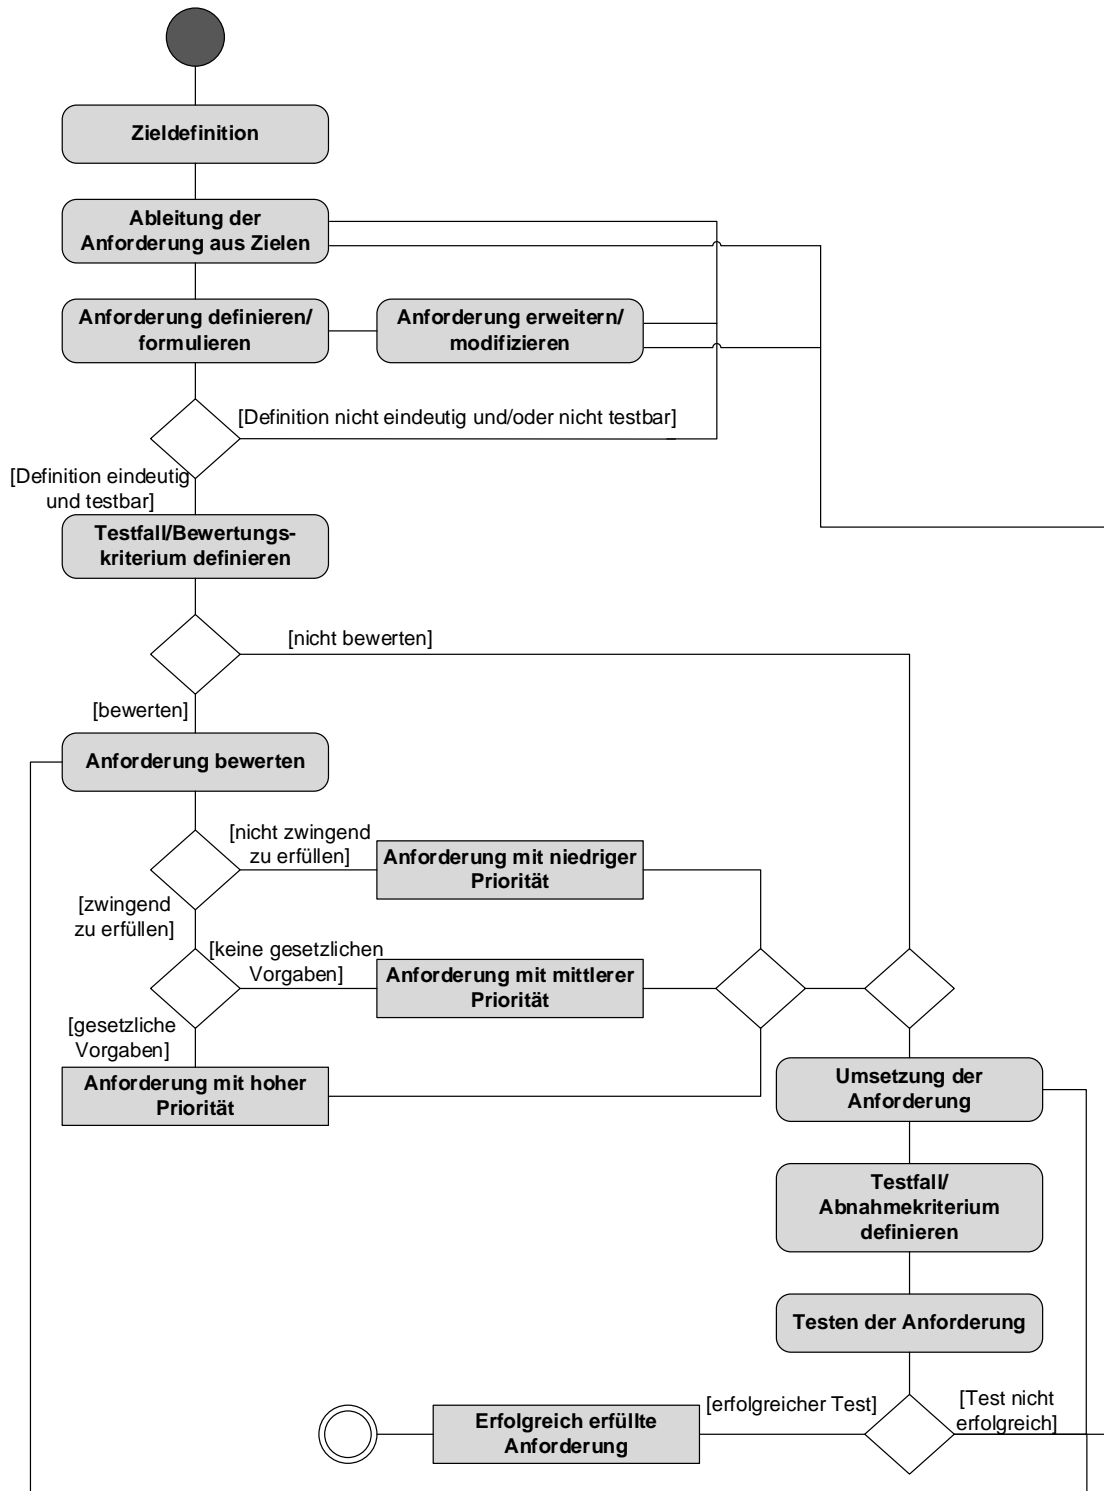 Zieldefinition
Ableitung der
Anforderung aus Zielen
Anforderung definieren/
formulieren
Anforderung erweitern/
modifizieren
[Definition nicht eindeutig und/oder nicht testbar]
[Definition eindeutig
und testbar]
Testfall/Bewertungs-
kriterium definieren
[nicht bewerten]
[bewerten]
Anforderung bewerten
[nicht zwingend
zu erfüllen]
Anforderung mit niedriger
Priorität
[zwingend
zu erfüllen]
[keine gesetzlichen
Vorgaben]
Anforderung mit mittlerer
Priorität
[gesetzliche
Vorgaben]
Anforderung mit hoher
Priorität
Umsetzung der
Anforderung
Testfall/
Abnahmekriterium
definieren
Testen der Anforderung
[erfolgreicher Test]
[Test nicht
erfolgreich]
Erfolgreich erfüllte
Anforderung